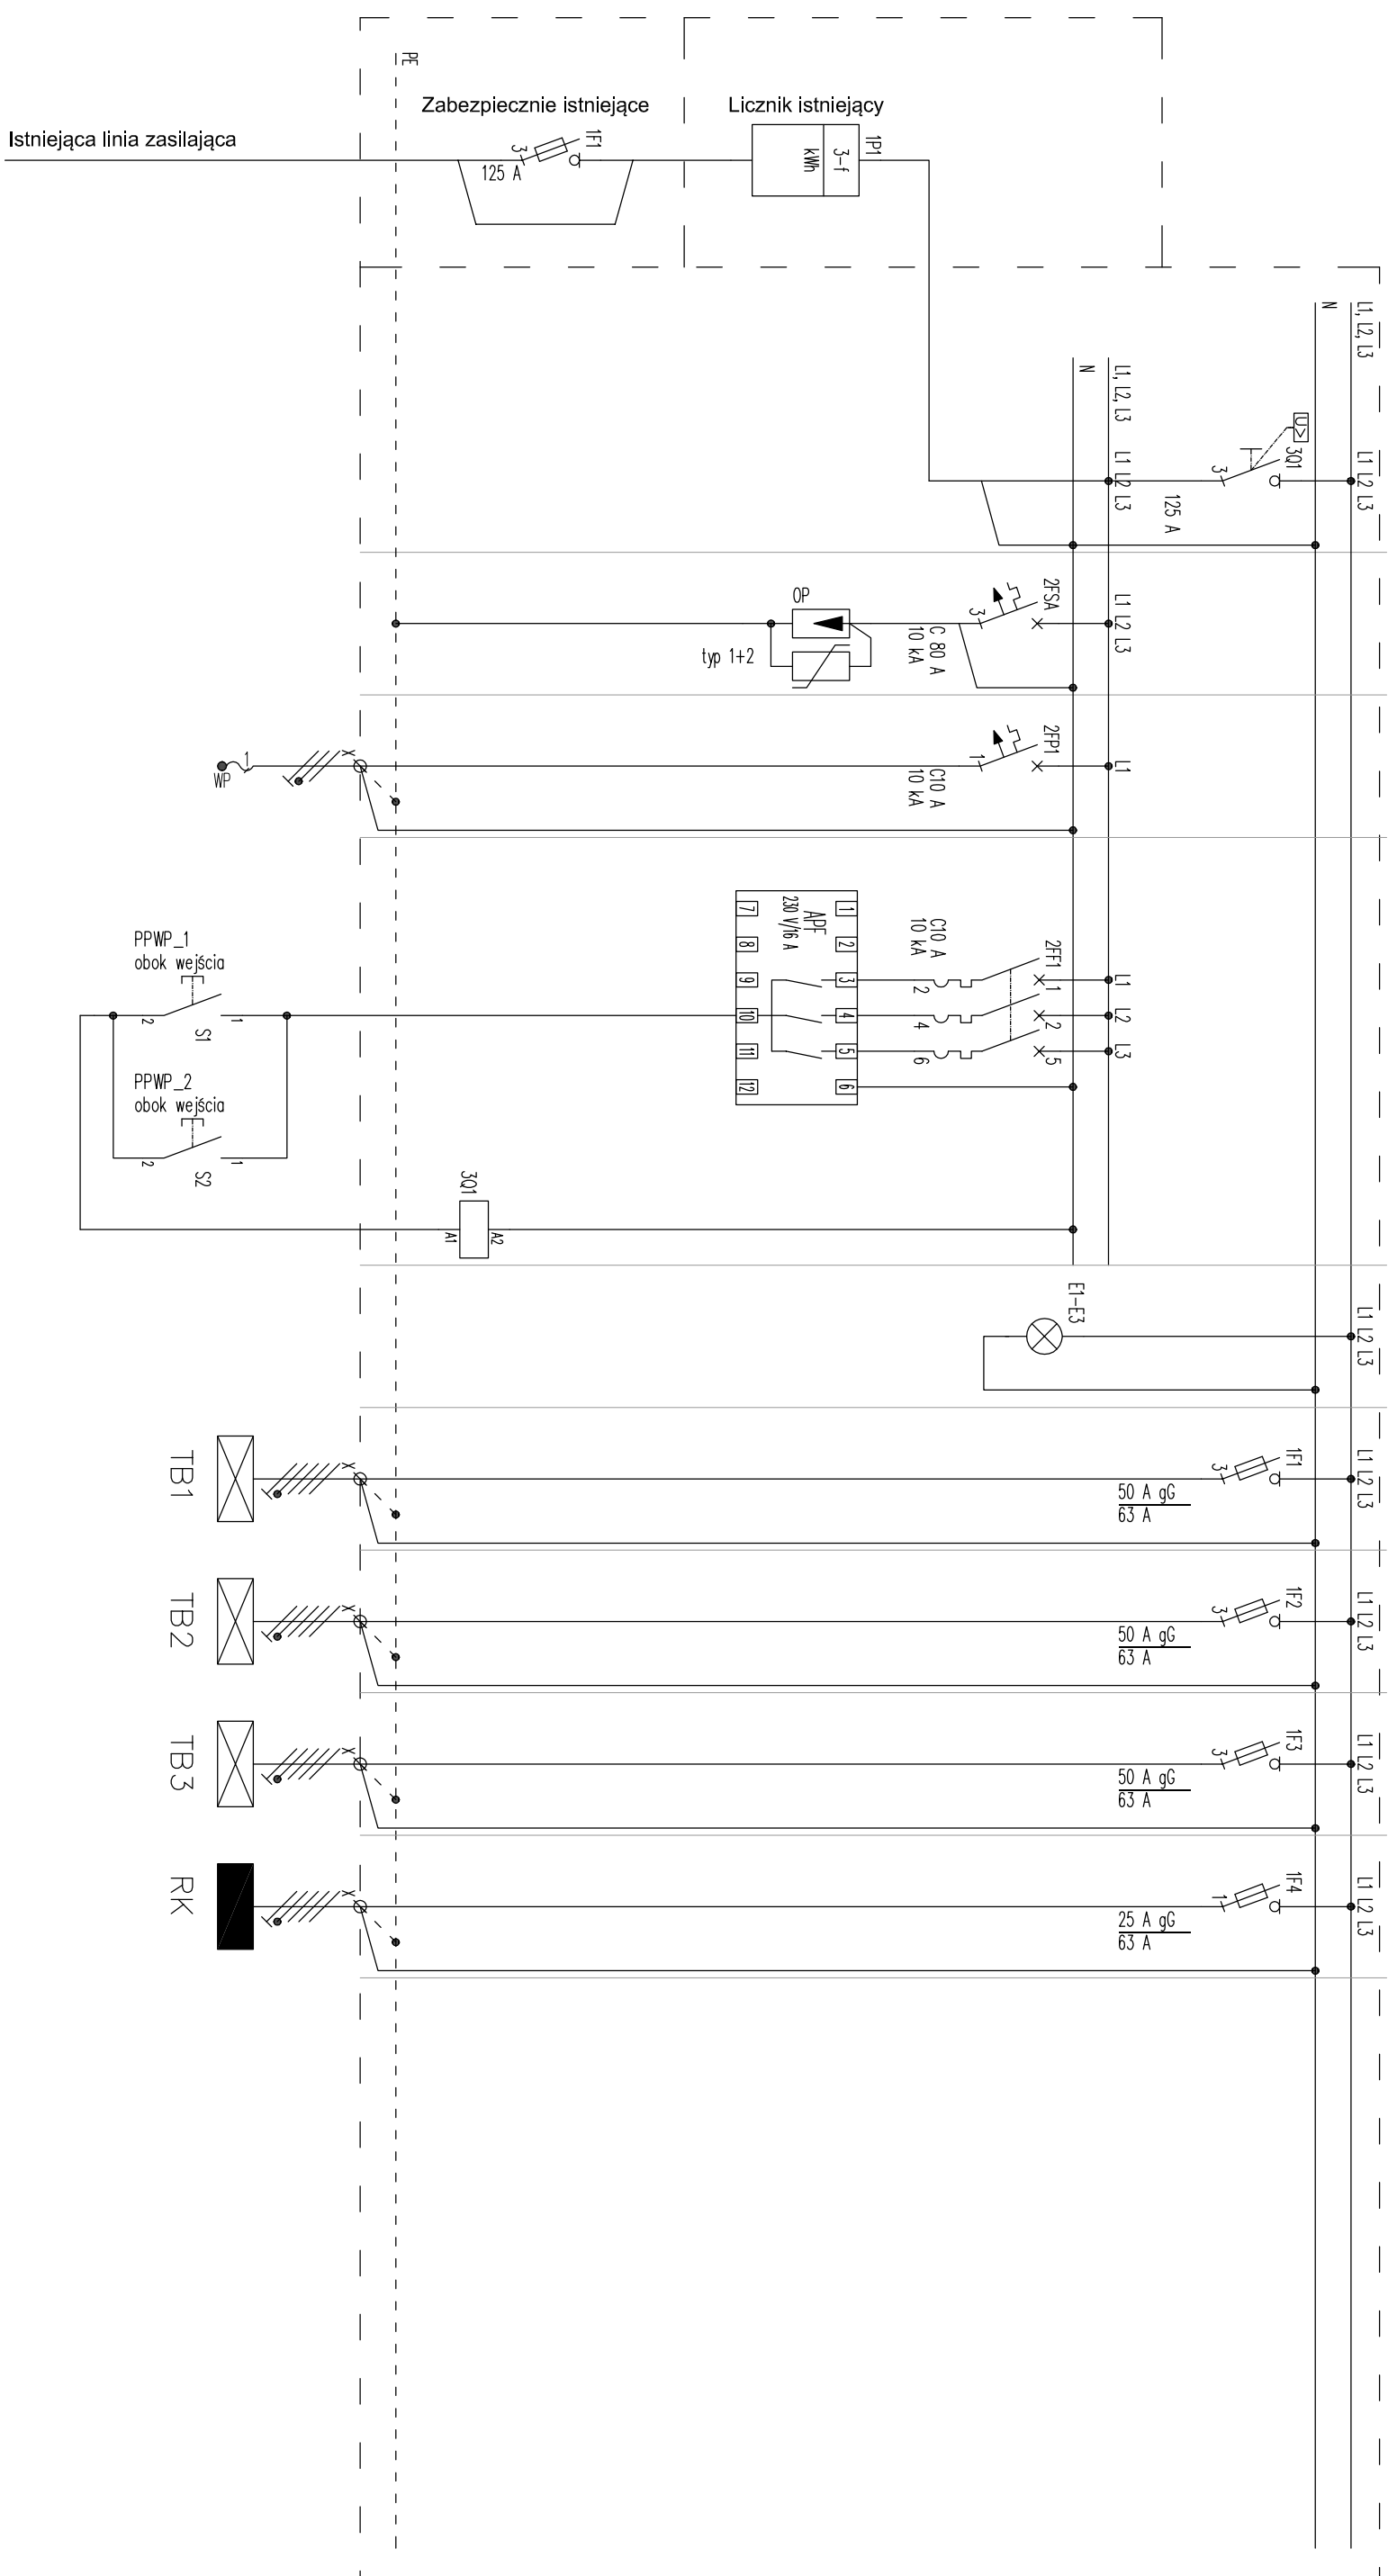 PE
Zabezpiecznie istniejące
Licznik istniejący
Istniejąca linia zasilająca
1F1
3
125 A
3-f
kWh
1P1
N
L1, L2, L3
N
L1, L2, L3
U>
3Q1
3
L1 L2 L3
L1 L2 L3
125 A
OP
typ 1+2
C 80 A
10 kA
3
2FSA
L1 L2 L3
WP
1
X
C10 A
10 kA
1
2FP1
L1
PPWP_1
obok wejścia
2
S1
1
PPWP_2
obok wejścia
2
S2
1
APF
230 V/16 A
1
2
3
4
5
6
7
8
9
10
11
12
C10 A
10 kA
2FF1
2
4
6
1
2
5
L1
L2
L3
3Q1
A1
A2
E1-E3
L1 L2 L3
TB1
X
50 A gG
63 A
3
1F1
L1 L2 L3
TB2
X
50 A gG
63 A
3
1F2
L1 L2 L3
TB3
X
50 A gG
63 A
3
1F3
L1 L2 L3
RK
X
25 A gG
63 A
1
1F4
L1 L2 L3